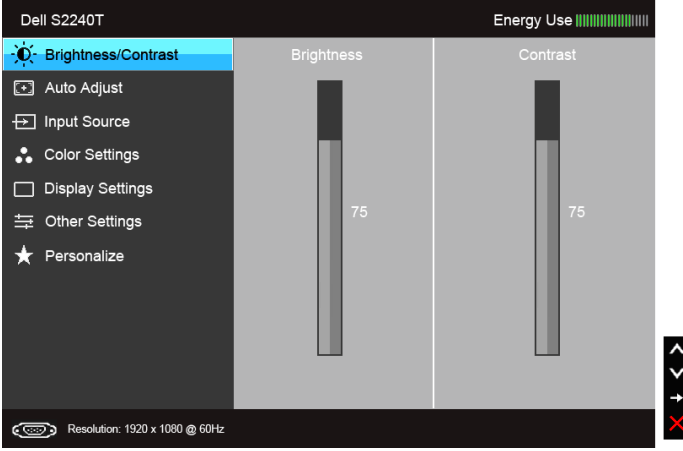 Dell S2240T
Energy Use
Brightness/Contrast
Brightness
Contrast
Auto Adjust
Input Source
Color Settings
Display Settings
Other Settings
Personalize
75
75
Resolution: 1920 x 1080 @ 60Hz